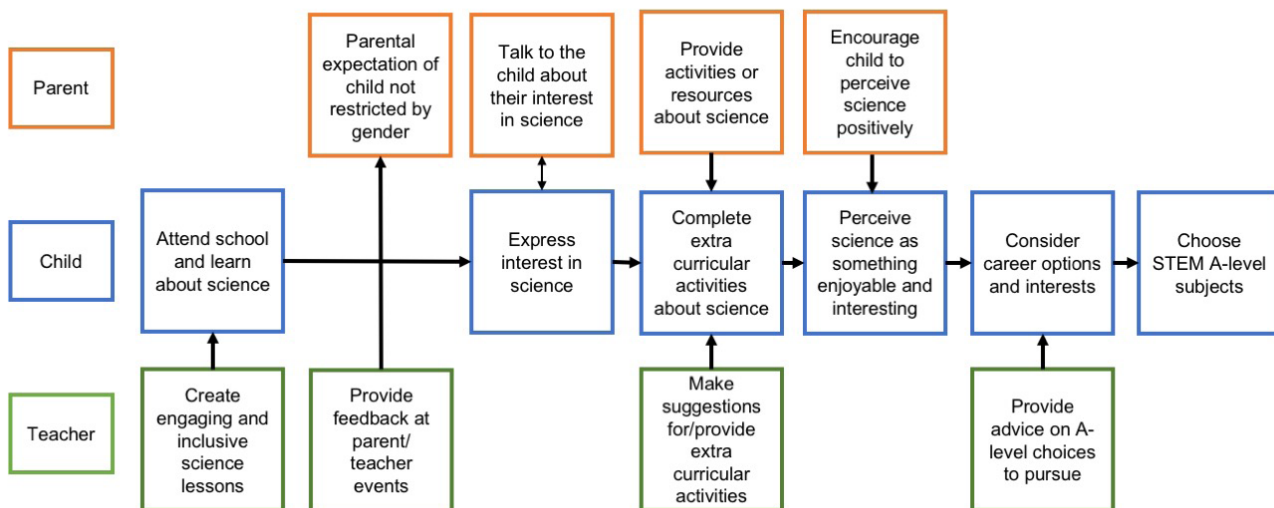 Parent
Parental
expectation of
child not
restricted by
gender
Talk to the
child about
their interest
in science
Provide
activities or
resources
about science
Encourage
child to
perceive
science
positively
Child
Attend school
and learn
about science
Express
interest in
science
Complete
extra
curricular
activities
about science
Perceive
science as
something
enjoyable and
interesting
Consider
career options
and interests
Choose
STEM A-level
subjects
Teacher
Create
engaging and
inclusive
science
lessons
Provide
feedback at
parent/
teacher
events
Make
suggestions
for/provide
extra
curricular
activities
Provide
advice on A-
level choices
to pursue